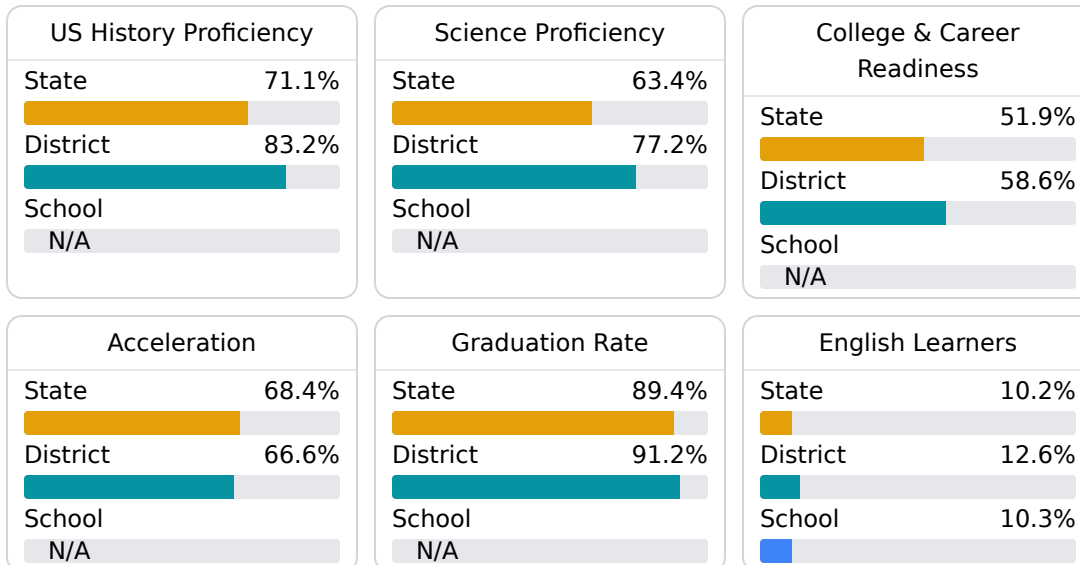 US History Proficiency
State 71.1%
District 83.2%
School
N/A
Science Proficiency
State 63.4%
District 77.2%
School
N/A
College & Career
Readiness
State 51.9%
District 58.6%
School
N/A
Acceleration
State 68.4%
District 66.6%
School
N/A
Graduation Rate
State 89.4%
District 91.2%
School
N/A
English Learners
State 10.2%
District 12.6%
School 10.3%